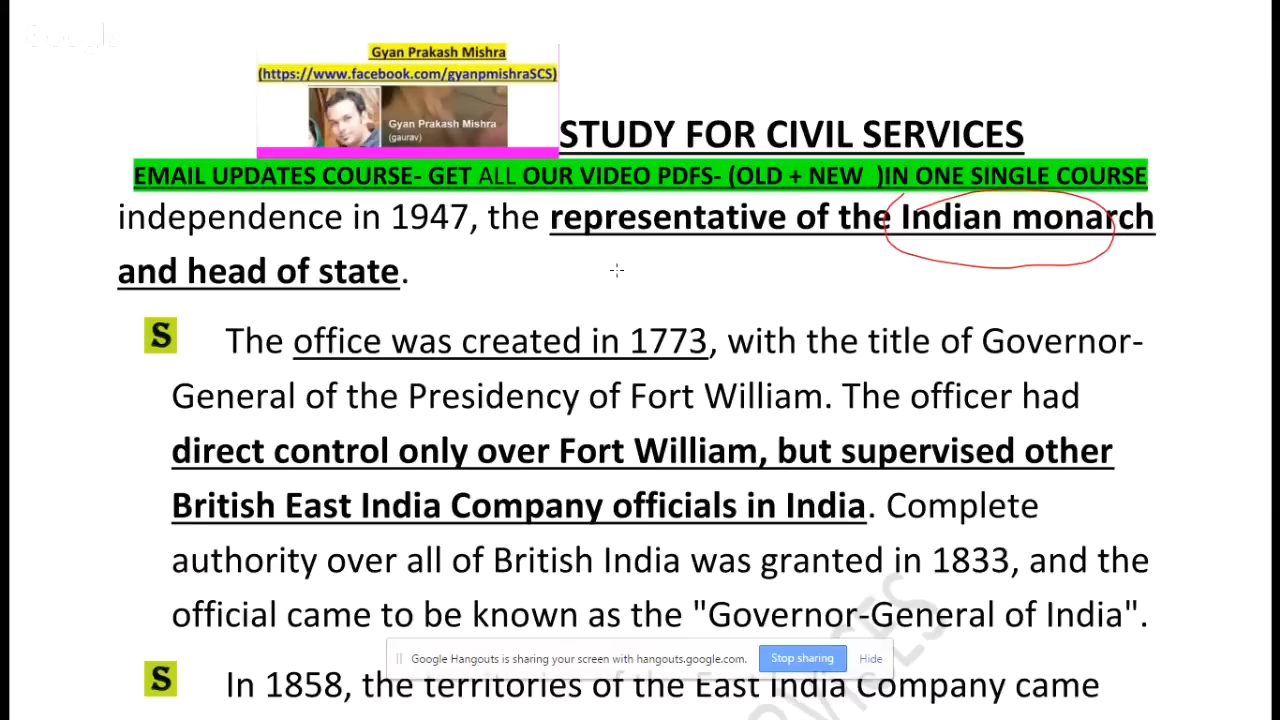 Google
Gyan Prakash Mishra
(https://www.facebook.com/gyanpmishraSCS)
Gyan Prakash Mishra
(gaurav)
STUDY FOR CIVIL SERVICES
EMAIL UPDATES COURSE- GET ALL OUR VIDEO PDFS- (OLD + NEW )IN ONE SINGLE COURSE
independence in 1947, the representative of the Indian monarch
and head of state.
S The office was created in 1773, with the title of Governor-
General of the Presidency of Fort William. The officer had
direct control only over Fort William, but supervised other
British East India Company officials in India. Complete
authority over all of British India was granted in 1833, and the
official came to be known as the "Governor-General of India".
Google Hangouts is sharing your screen with hangouts.google.com. Stop sharing Hide
S In 1858, the territories of the East India Company came